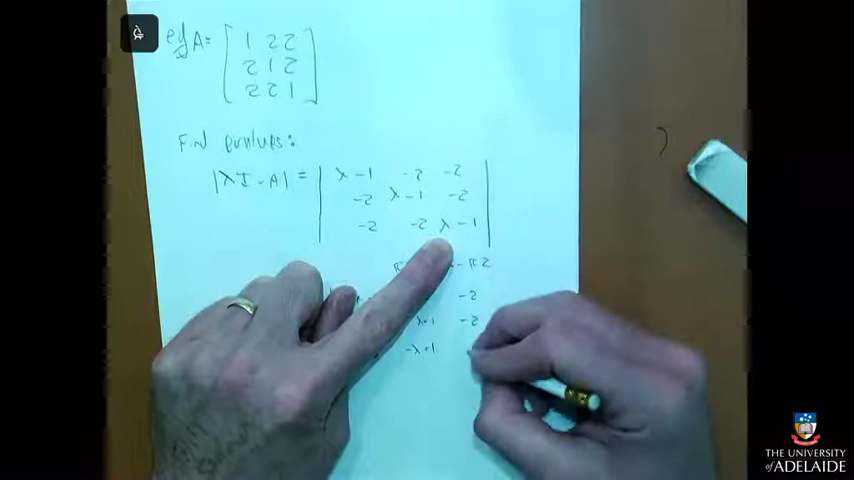 eg A = [ 1 2 2
2 1 2
2 2 1 ]
Find evalues:
|λI - A| = | λ-1 -2 -2
-2 λ-1 -2
-2 -2 λ-1 |
-2
λ-1 -2
-λ+1
THE UNIVERSITY
of ADELAIDE